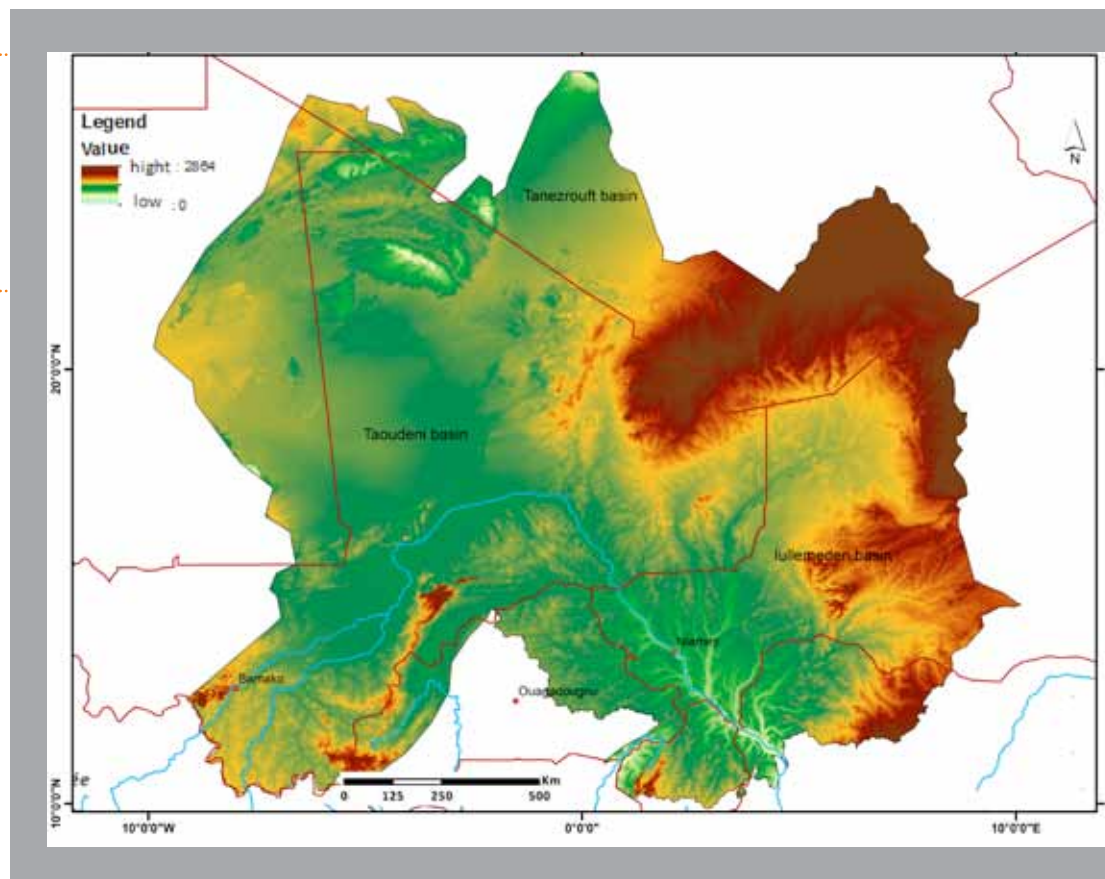 Legend
Value
hight : 2864
low : 0
N
Tanezrouft basin
20°0'0"N
Taoudeni basin
Iullemeden basin
Niamey
Bamako
Ouagadougou
Km
0 125 250 500
10°0'0"N
10°0'0"W
0°0'0"
10°0'0"E